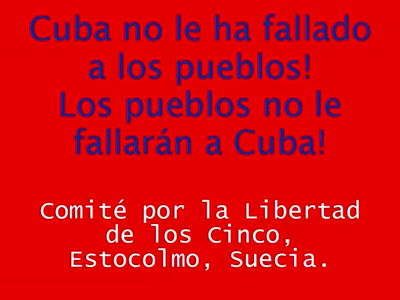 Cuba no le ha fallado
a los pueblos!
Los pueblos no le
fallarán a Cuba!
Comité por la Libertad
de los Cinco,
Estocolmo, Suecia.